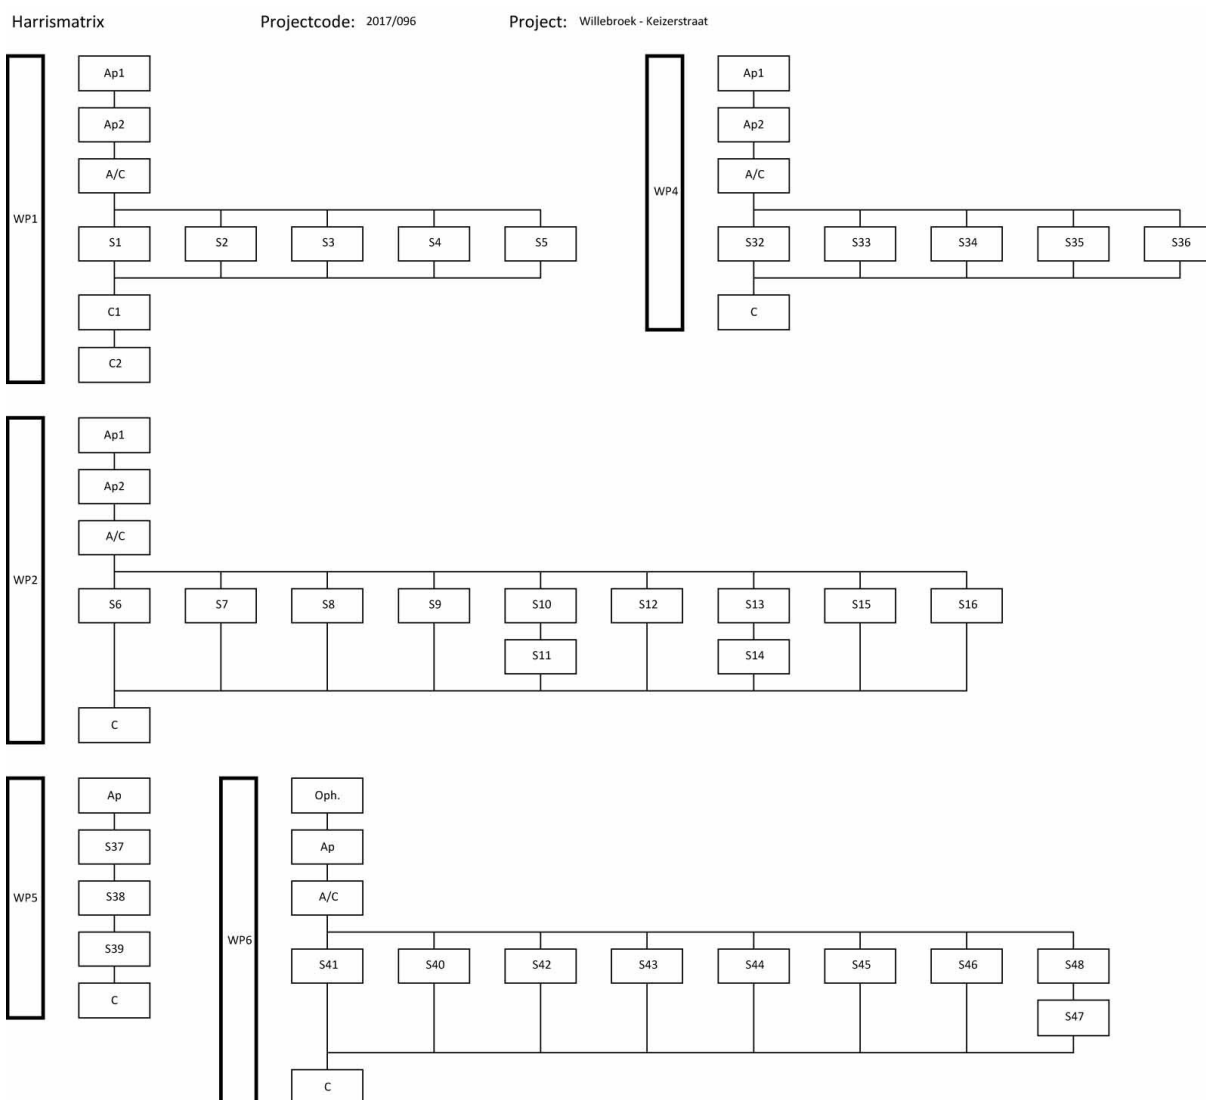 Harrismatrix Projectcode: 2017/096 Project: Willebroek - Keizerstraat
WP1
Ap1
Ap2
A/C
S1 S2 S3 S4 S5
C1
C2
WP4
Ap1
Ap2
A/C
S32 S33 S34 S35 S36
C
WP2
Ap1
Ap2
A/C
S6 S7 S8 S9 S10 S12 S13 S15 S16
S11 S14
C
WP5
Ap
S37
S38
S39
C
WP6
Oph.
Ap
A/C
S41 S40 S42 S43 S44 S45 S46 S48
S47
C